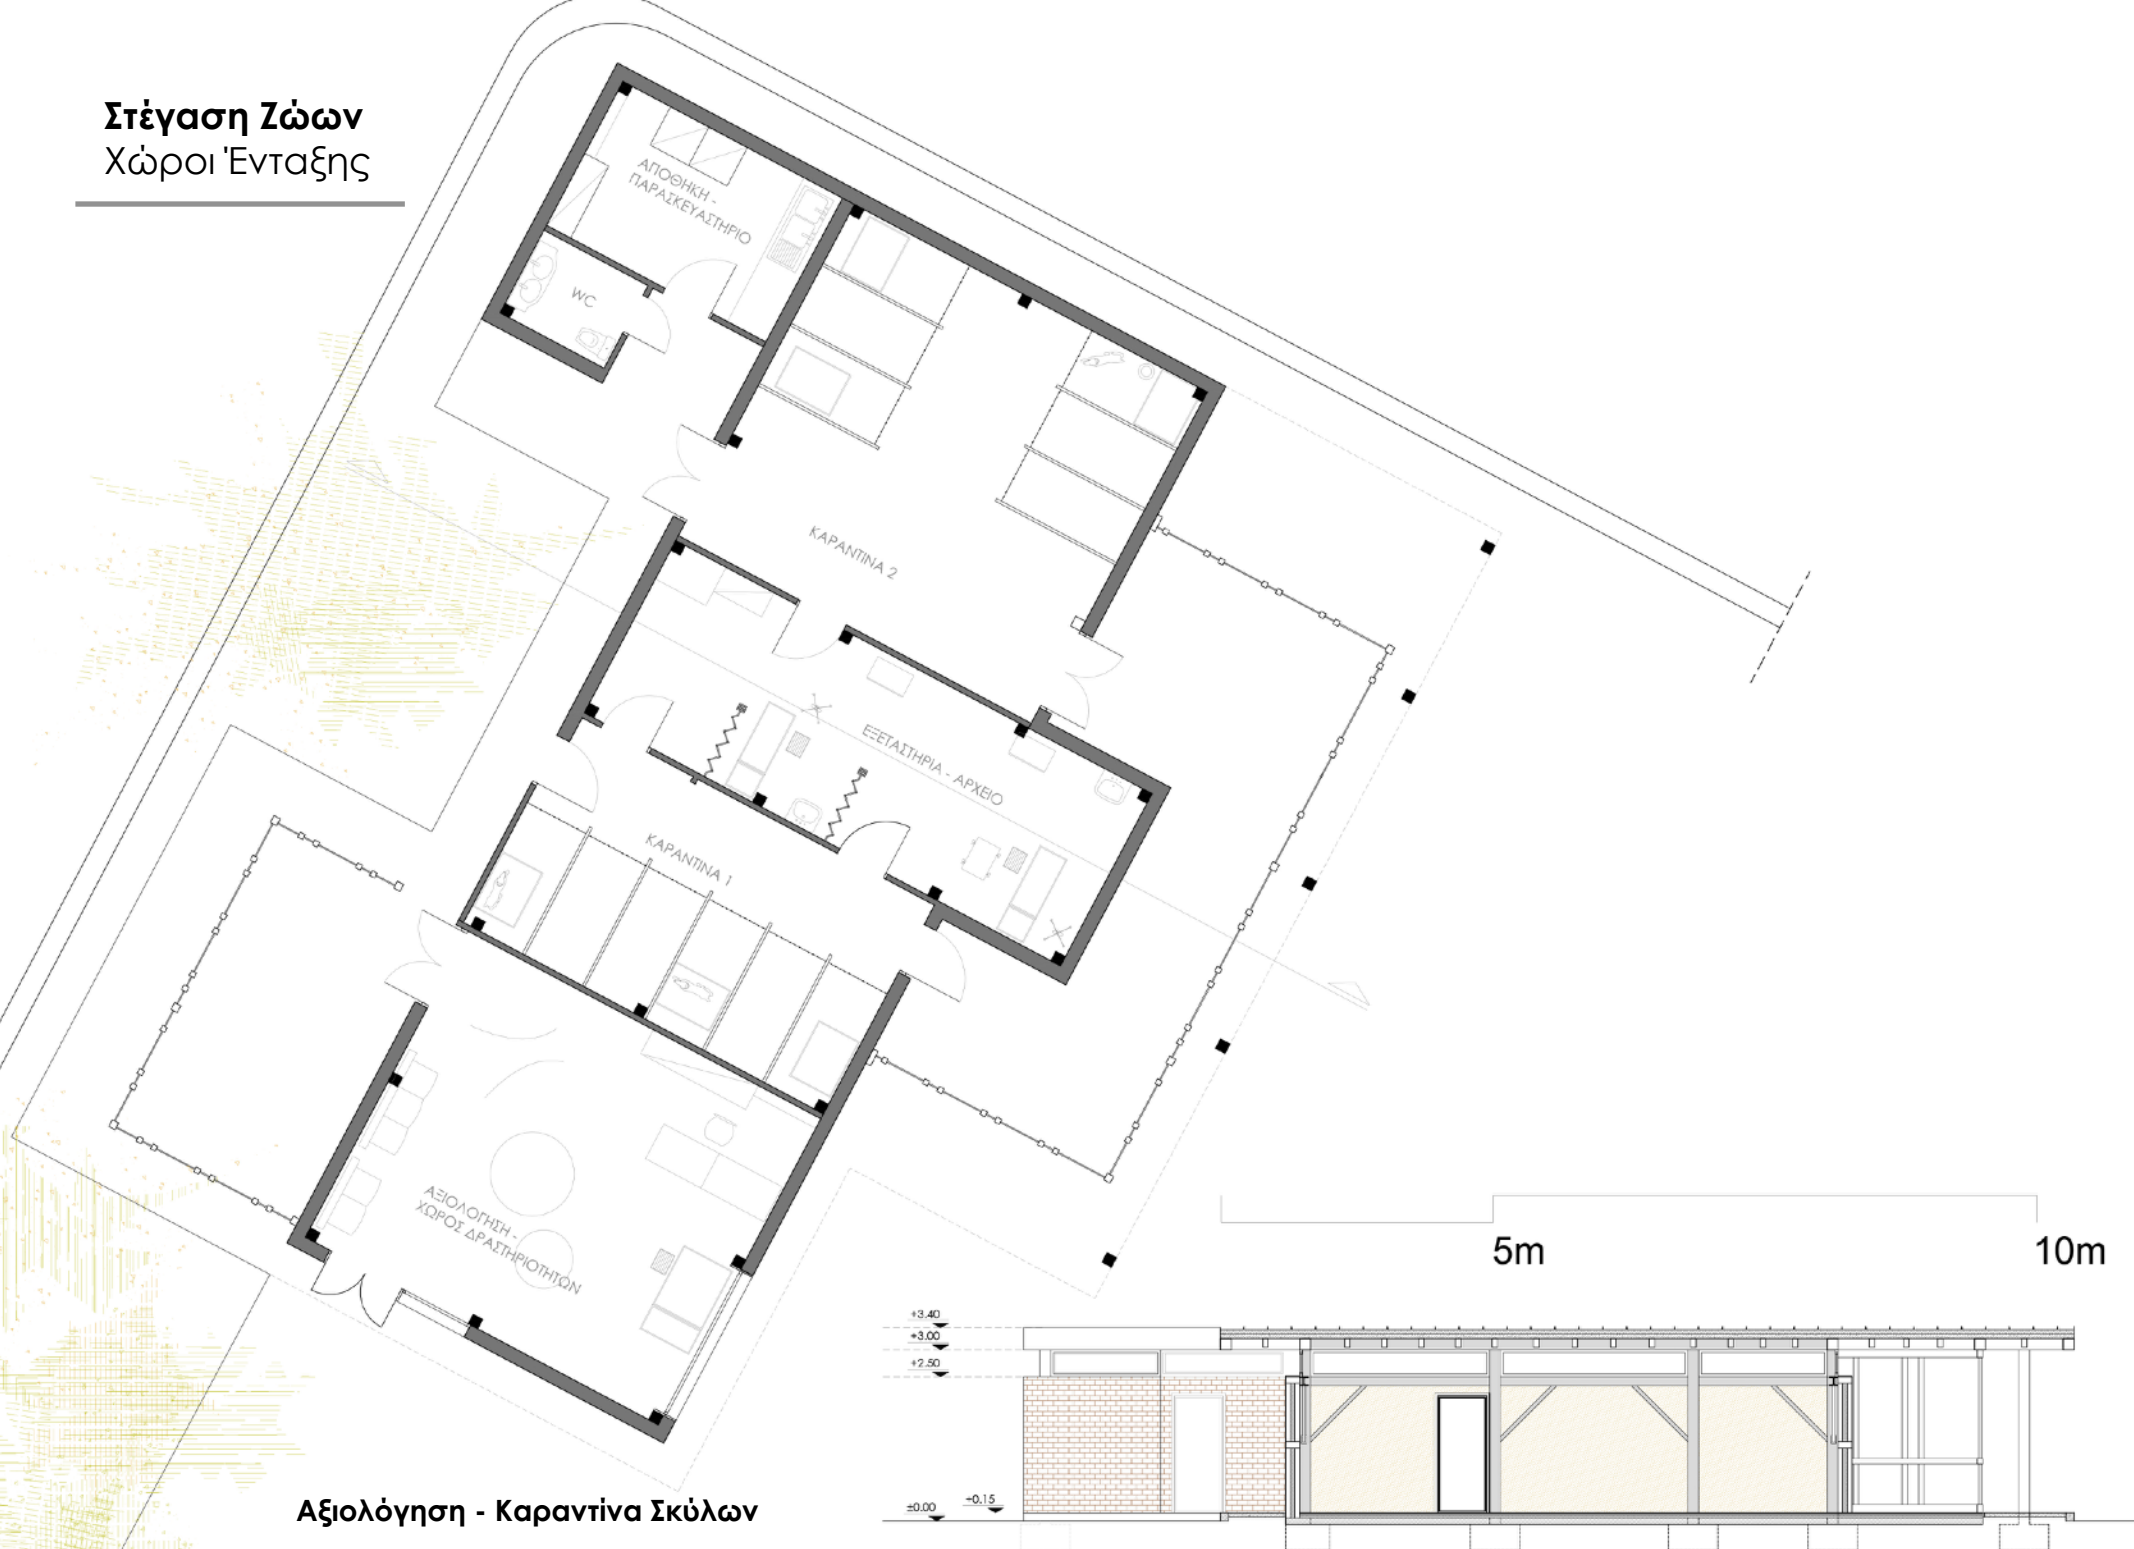 Στέγαση Ζώων
Χώροι Ένταξης
ΑΠΟΘΗΚΗ -
ΠΑΡΑΣΚΕΥΑΣΤΗΡΙΟ
WC
ΚΑΡΑΝΤΙΝΑ 2
ΕΞΕΤΑΣΤΗΡΙΑ - ΑΡΧΕΙΟ
ΚΑΡΑΝΤΙΝΑ 1
ΑΞΙΟΛΟΓΗΣΗ -
ΧΩΡΟΣ ΔΡΑΣΤΗΡΙΟΤΗΤΩΝ
5m
10m
+3.40
+3.00
+2.50
±0.00
+0.15
Αξιολόγηση - Καραντίνα Σκύλων